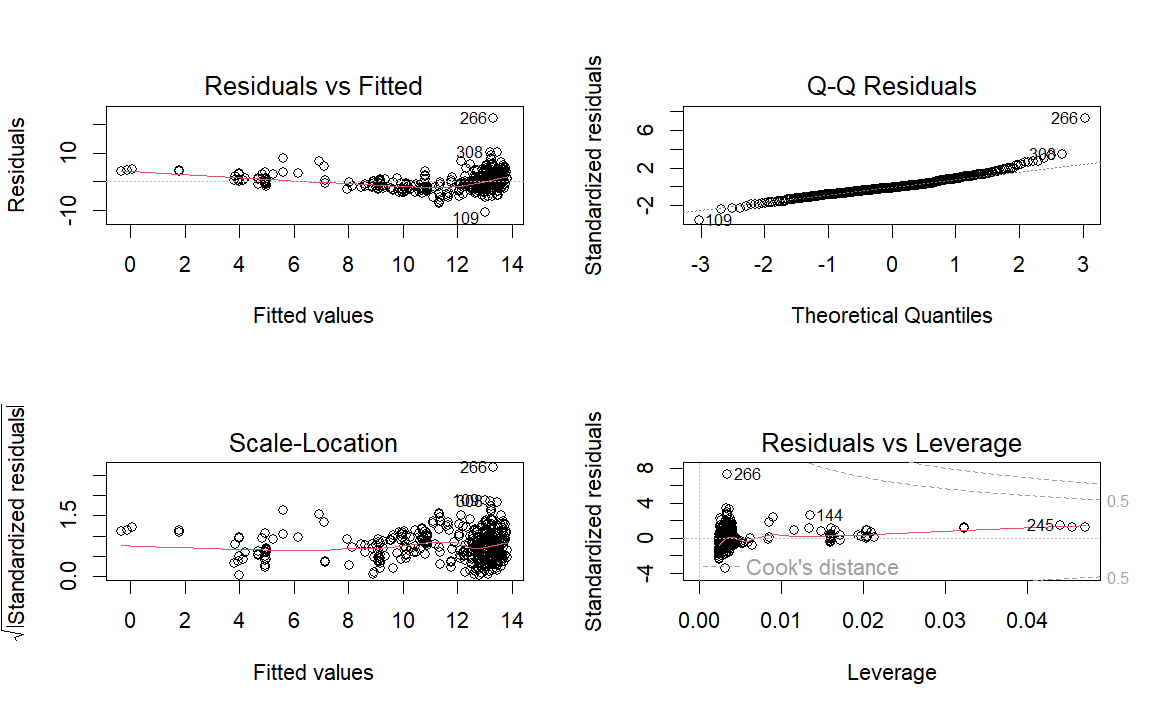 Residuals vs Fitted
Residuals
10
-10
266
308
109
0 2 4 6 8 10 12 14
Fitted values
Q-Q Residuals
Standardized residuals
6
2
-2
266
308
109
-3 -2 -1 0 1 2 3
Theoretical Quantiles
Scale-Location
√|Standardized residuals|
1.5
0.0
266
109
308
0 2 4 6 8 10 12 14
Fitted values
Residuals vs Leverage
Standardized residuals
8
4
0
-4
266
144
245
0.5
Cook's distance
0.5
0.00 0.01 0.02 0.03 0.04
Leverage